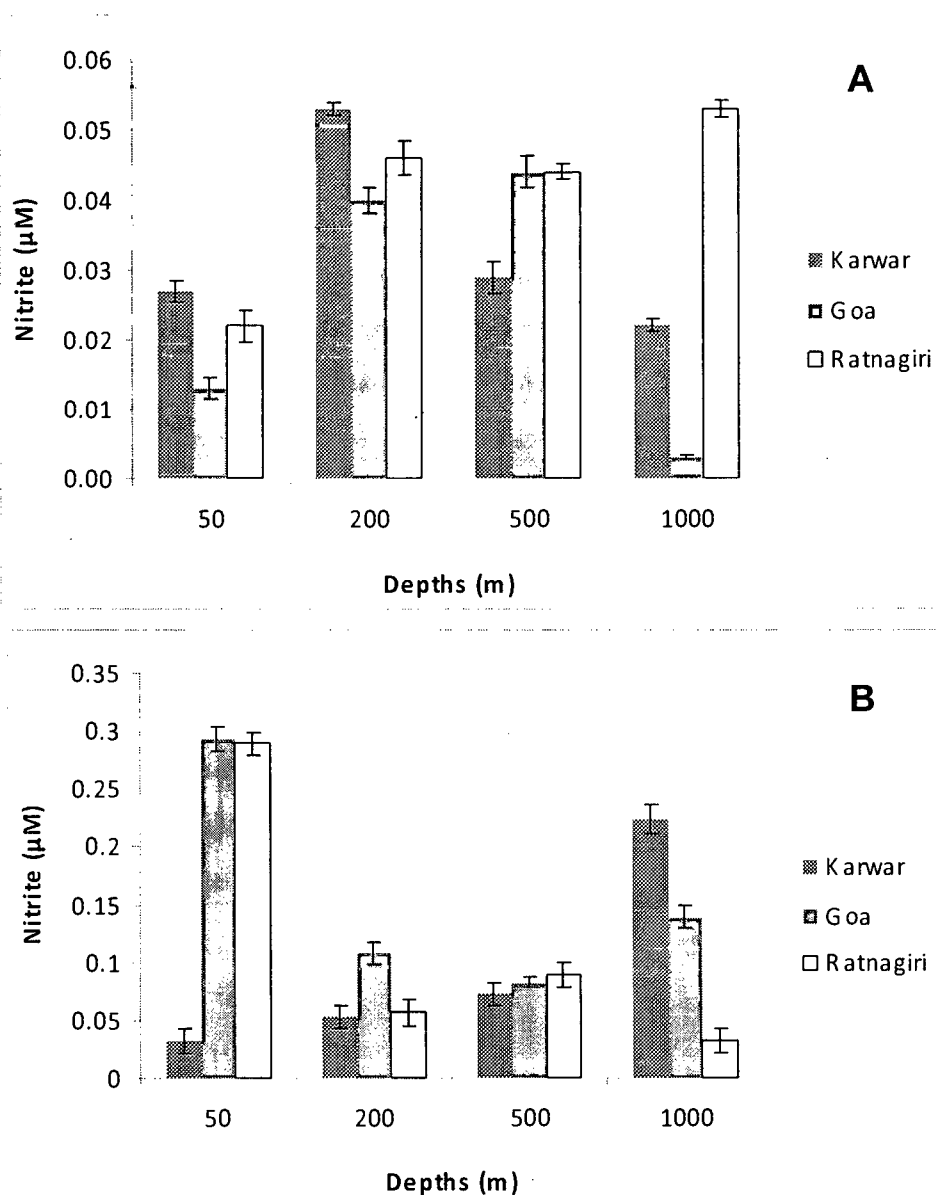 A
0.06
0.05
0.04
0.03
0.02
0.01
0.00
Nitrite (µM)
50 200 500 1000
Depths (m)
Karwar
Goa
Ratnagiri
B
0.35
0.3
0.25
0.2
0.15
0.1
0.05
0
Nitrite (µM)
50 200 500 1000
Depths (m)
Karwar
Goa
Ratnagiri